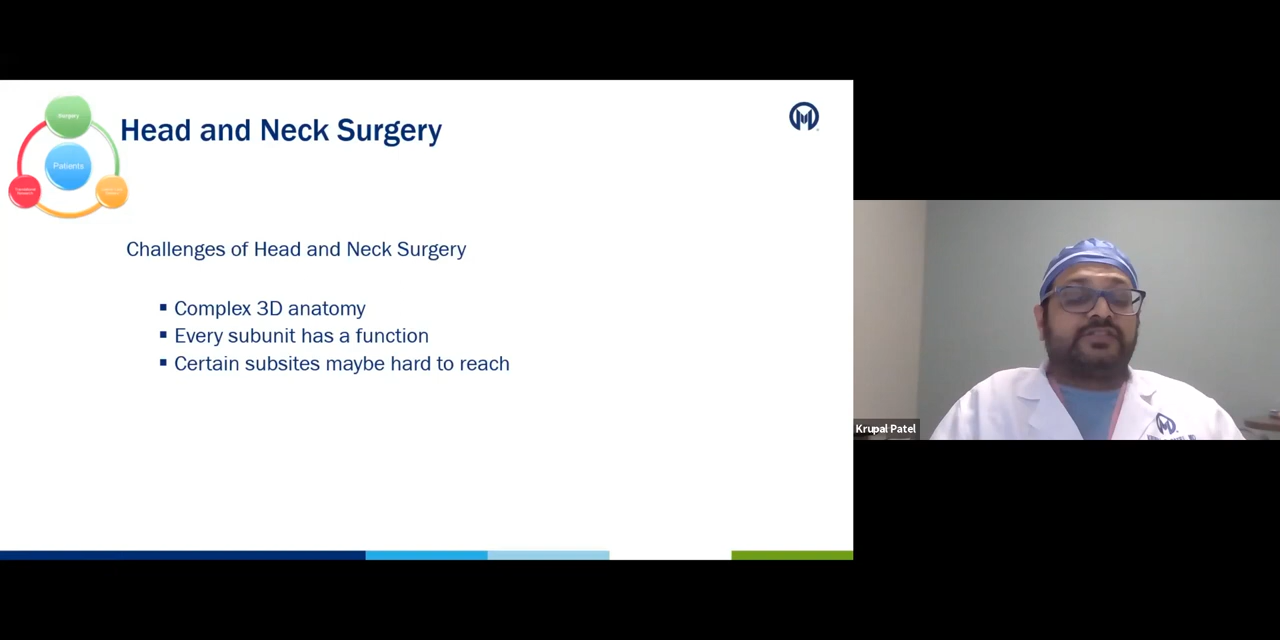 Surgery
Patients
Head and Neck Surgery
Challenges of Head and Neck Surgery
▪ Complex 3D anatomy
▪ Every subunit has a function
▪ Certain subsites maybe hard to reach
Krupal Patel